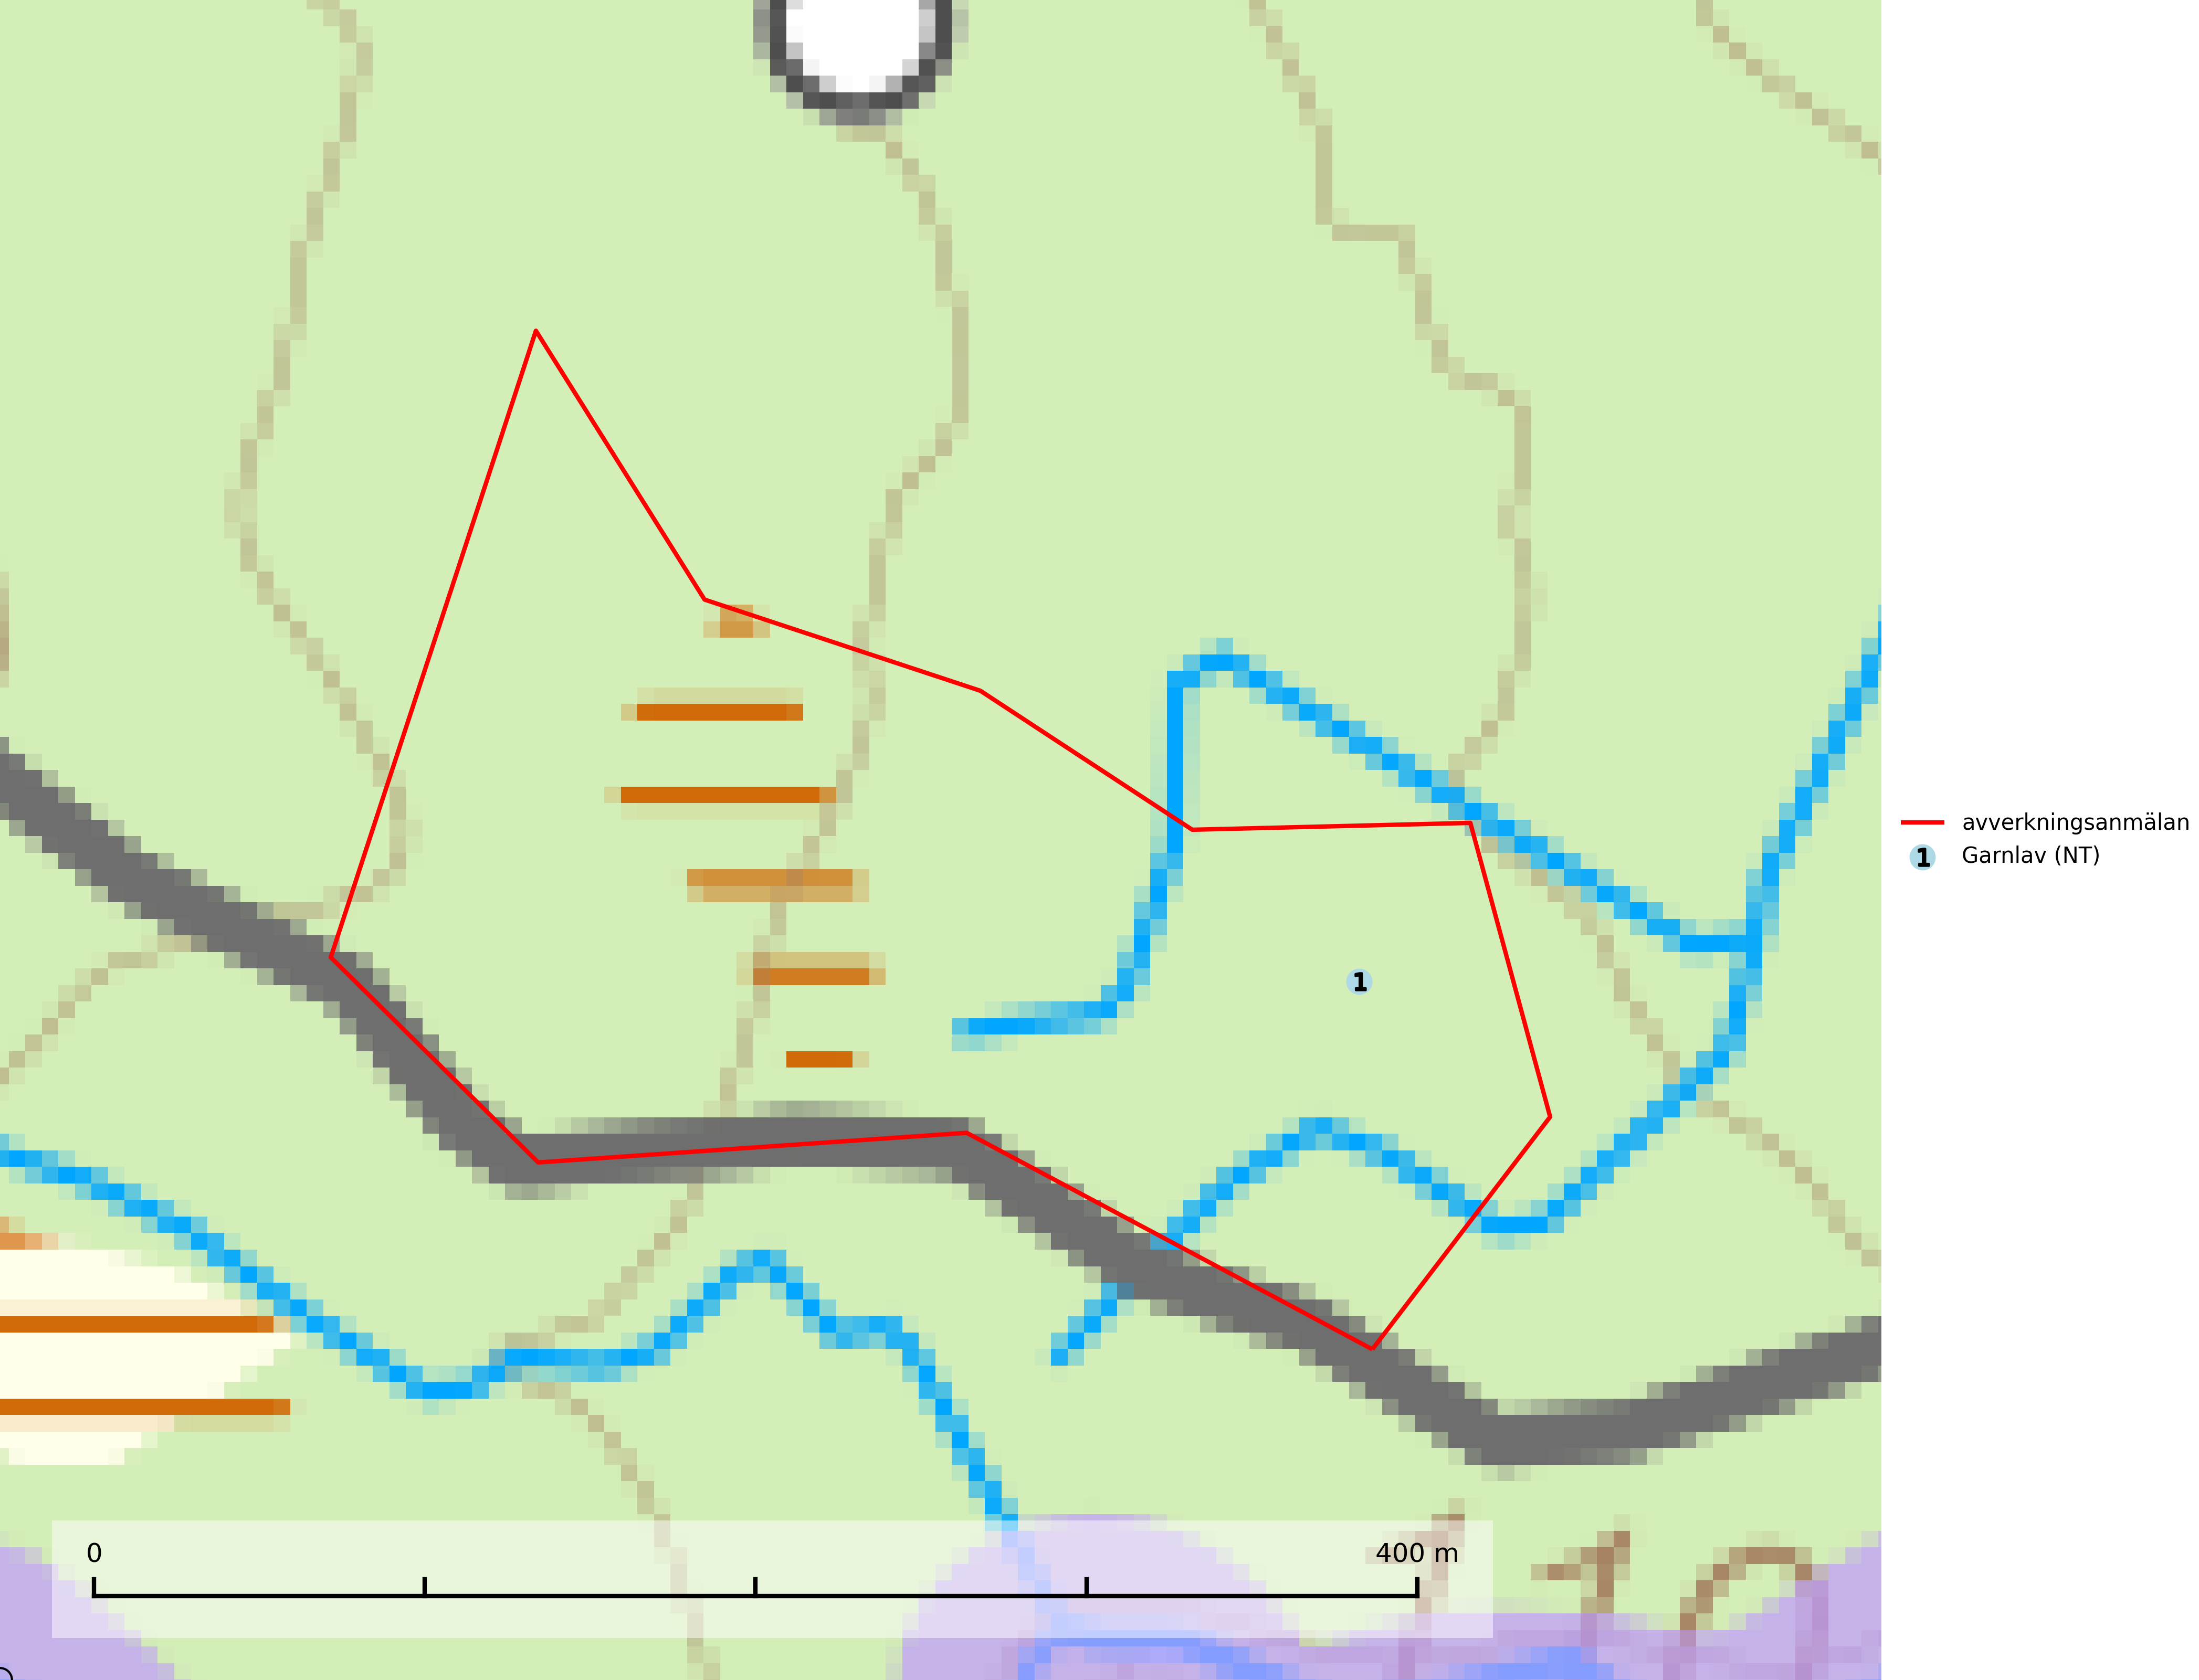 avverkningsanmälan
1 Garnlav (NT)
1
0 400 m